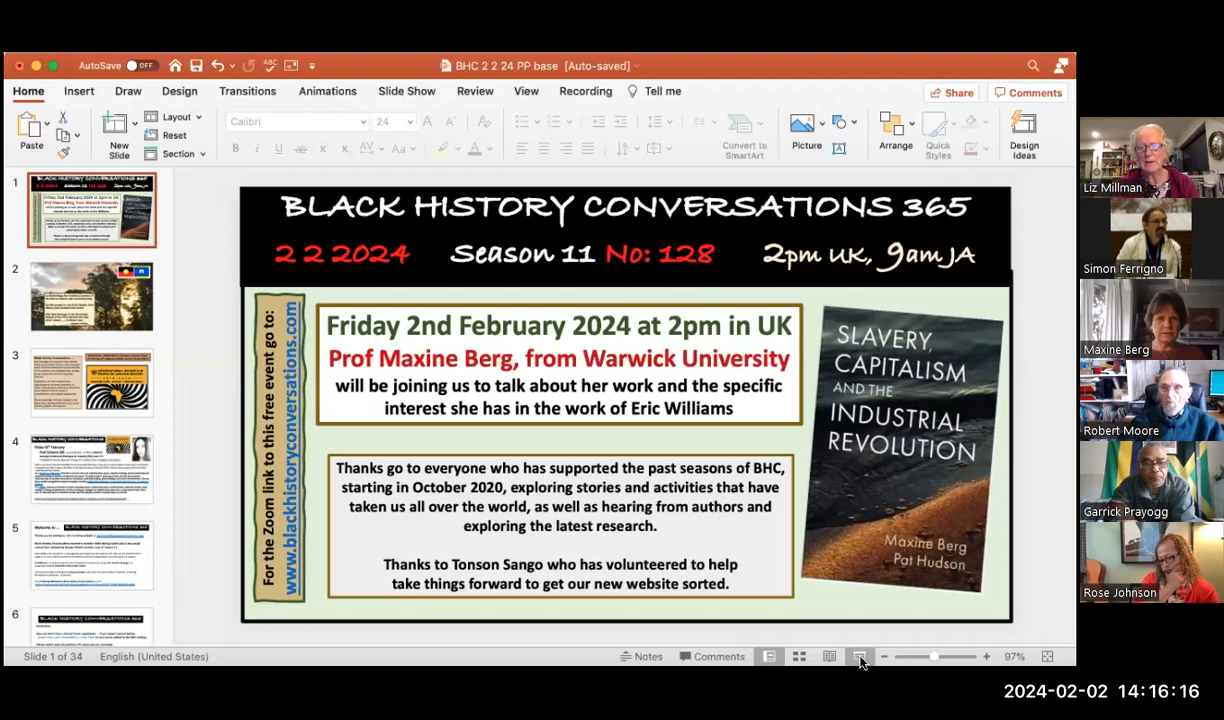 AutoSave OFF
BHC 2 2 24 PP base [Auto-saved]
Home Insert Draw Design Transitions Animations Slide Show Review View Recording Tell me
Share Comments
Paste
New Slide
Layout
Reset
Section
Calibri 24
Convert to SmartArt
Picture
Arrange
Quick Styles
Design Ideas
1
2
3
4
5
6
BLACK HISTORY CONVERSATIONS 365
2 2 2024 Season 11 No: 128 2pm UK, 9am JA
For the Zoom link to this free event go to:
www.blackhistoryconversations.com
Friday 2nd February 2024 at 2pm in UK
Prof Maxine Berg, from Warwick University
will be joining us to talk about her work and the specific
interest she has in the work of Eric Williams
Thanks go to everyone who has supported the past seasons of BHC,
starting in October 2020, exploring stories and activities that have
taken us all over the world, as well as hearing from authors and
exploring the latest research.
Thanks to Tonson Sango who has volunteered to help
take things forward to get our new website sorted.
SLAVERY
CAPITALISM
AND THE
INDUSTRIAL
REVOLUTION
Maxine Berg
Pat Hudson
Liz Millman
Simon Ferrigno
Maxine Berg
Robert Moore
Garrick Prayogg
Rose Johnson
Slide 1 of 34 English (United States) Notes Comments 97%
2024-02-02 14:16:16